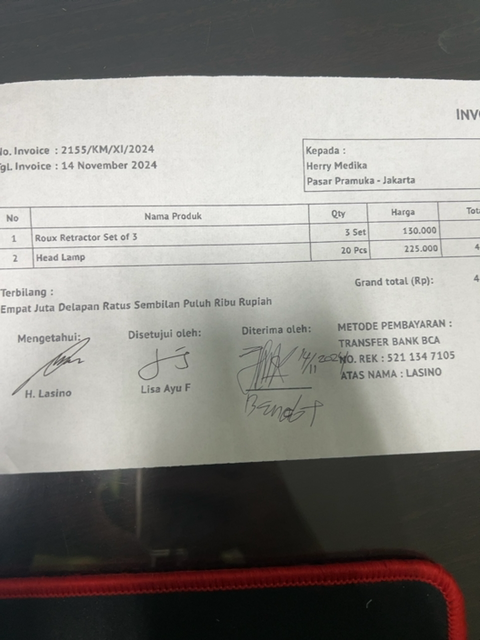 INV
No. Invoice : 2155/KM/XI/2024
Tgl. Invoice : 14 November 2024
Kepada :
Herry Medika
Pasar Pramuka - Jakarta
No Nama Produk Qty Harga Tot
1 Roux Retractor Set of 3 3 Set 130.000
2 Head Lamp 20 Pcs 225.000 4
Grand total (Rp): 4
Terbilang :
Empat Juta Delapan Ratus Sembilan Puluh Ribu Rupiah
Mengetahui: Disetujui oleh: Diterima oleh:
14/11 2024
H. Lasino Lisa Ayu F
METODE PEMBAYARAN :
TRANSFER BANK BCA
NO. REK : 521 134 7105
ATAS NAMA : LASINO